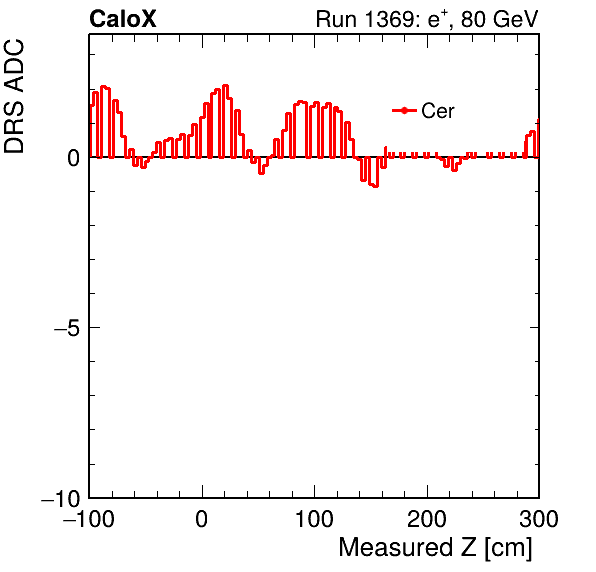 CaloX Run 1369: e⁺, 80 GeV
DRS ADC
Cer
0
−5
−10
−100 0 100 200 300
Measured Z [cm]